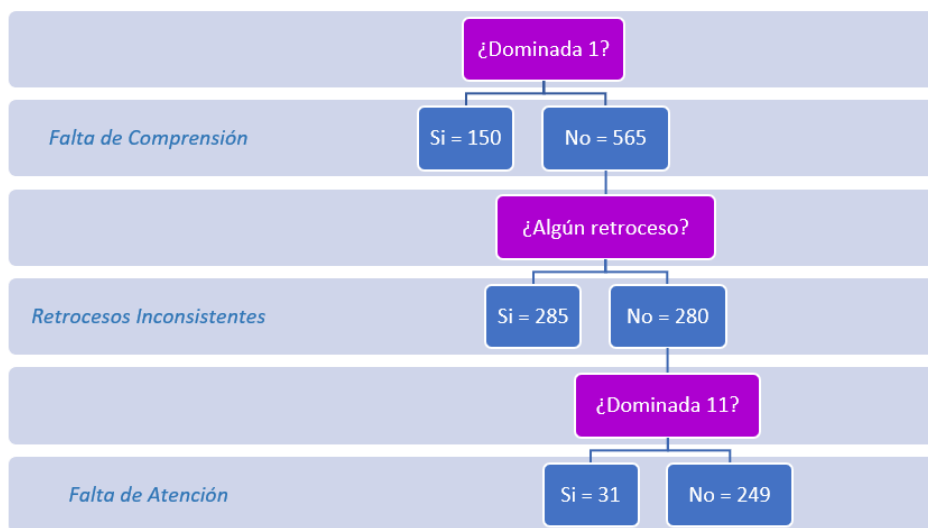 ¿Dominada 1?
Falta de Comprensión
Si = 150
No = 565
¿Algún retroceso?
Retrocesos Inconsistentes
Si = 285
No = 280
¿Dominada 11?
Falta de Atención
Si = 31
No = 249